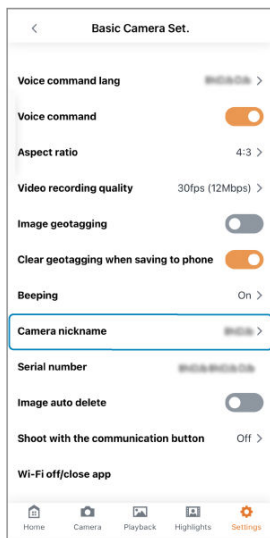 Basic Camera Set.
Voice command lang
Voice command
Aspect ratio 4:3
Video recording quality 30fps (12Mbps)
Image geotagging
Clear geotagging when saving to phone
Beeping On
Camera nickname
Serial number
Image auto delete
Shoot with the communication button Off
Wi-Fi off/close app
Home Camera Playback Highlights Settings